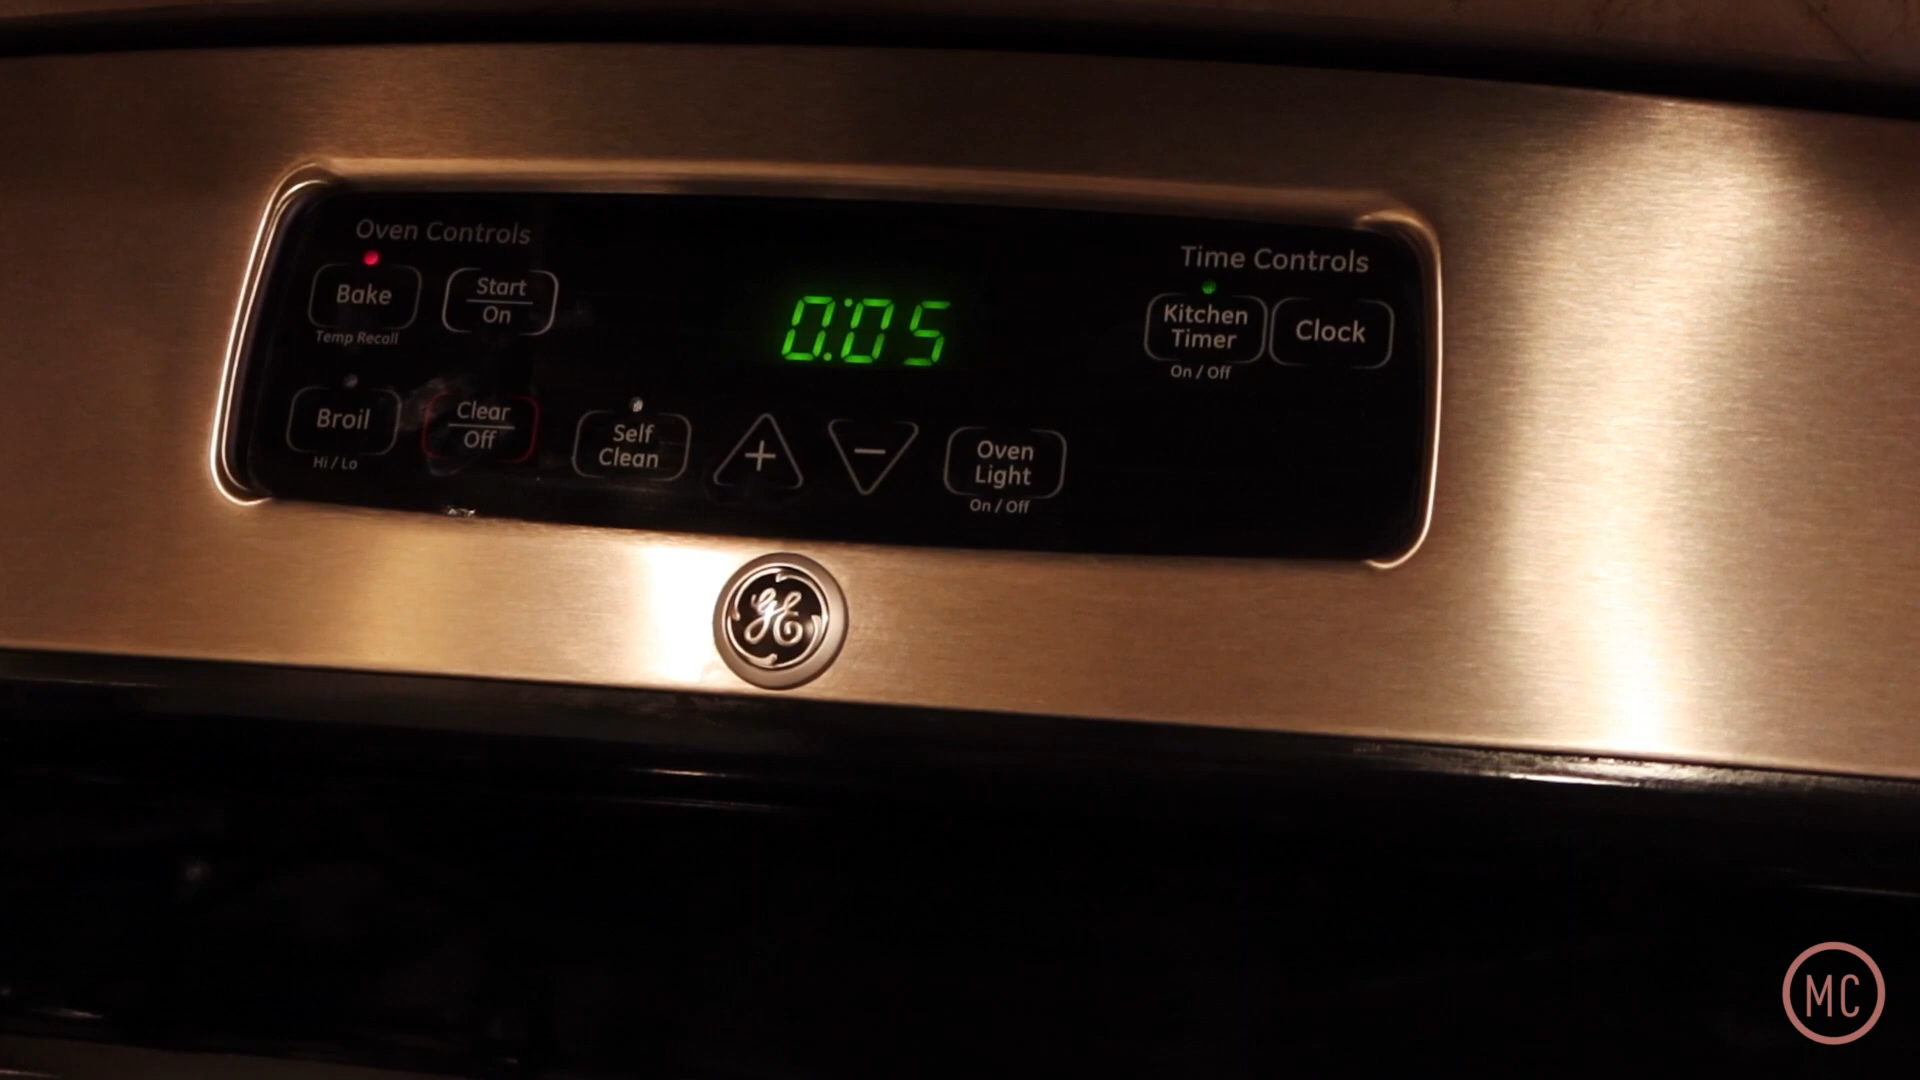 Oven Controls
Bake
Temp Recall
Start
On
Broil
Hi / Lo
Clear
Off
Self
Clean
+
−
0:05
Oven
Light
On / Off
Time Controls
Kitchen
Timer
On / Off
Clock
GE
MC